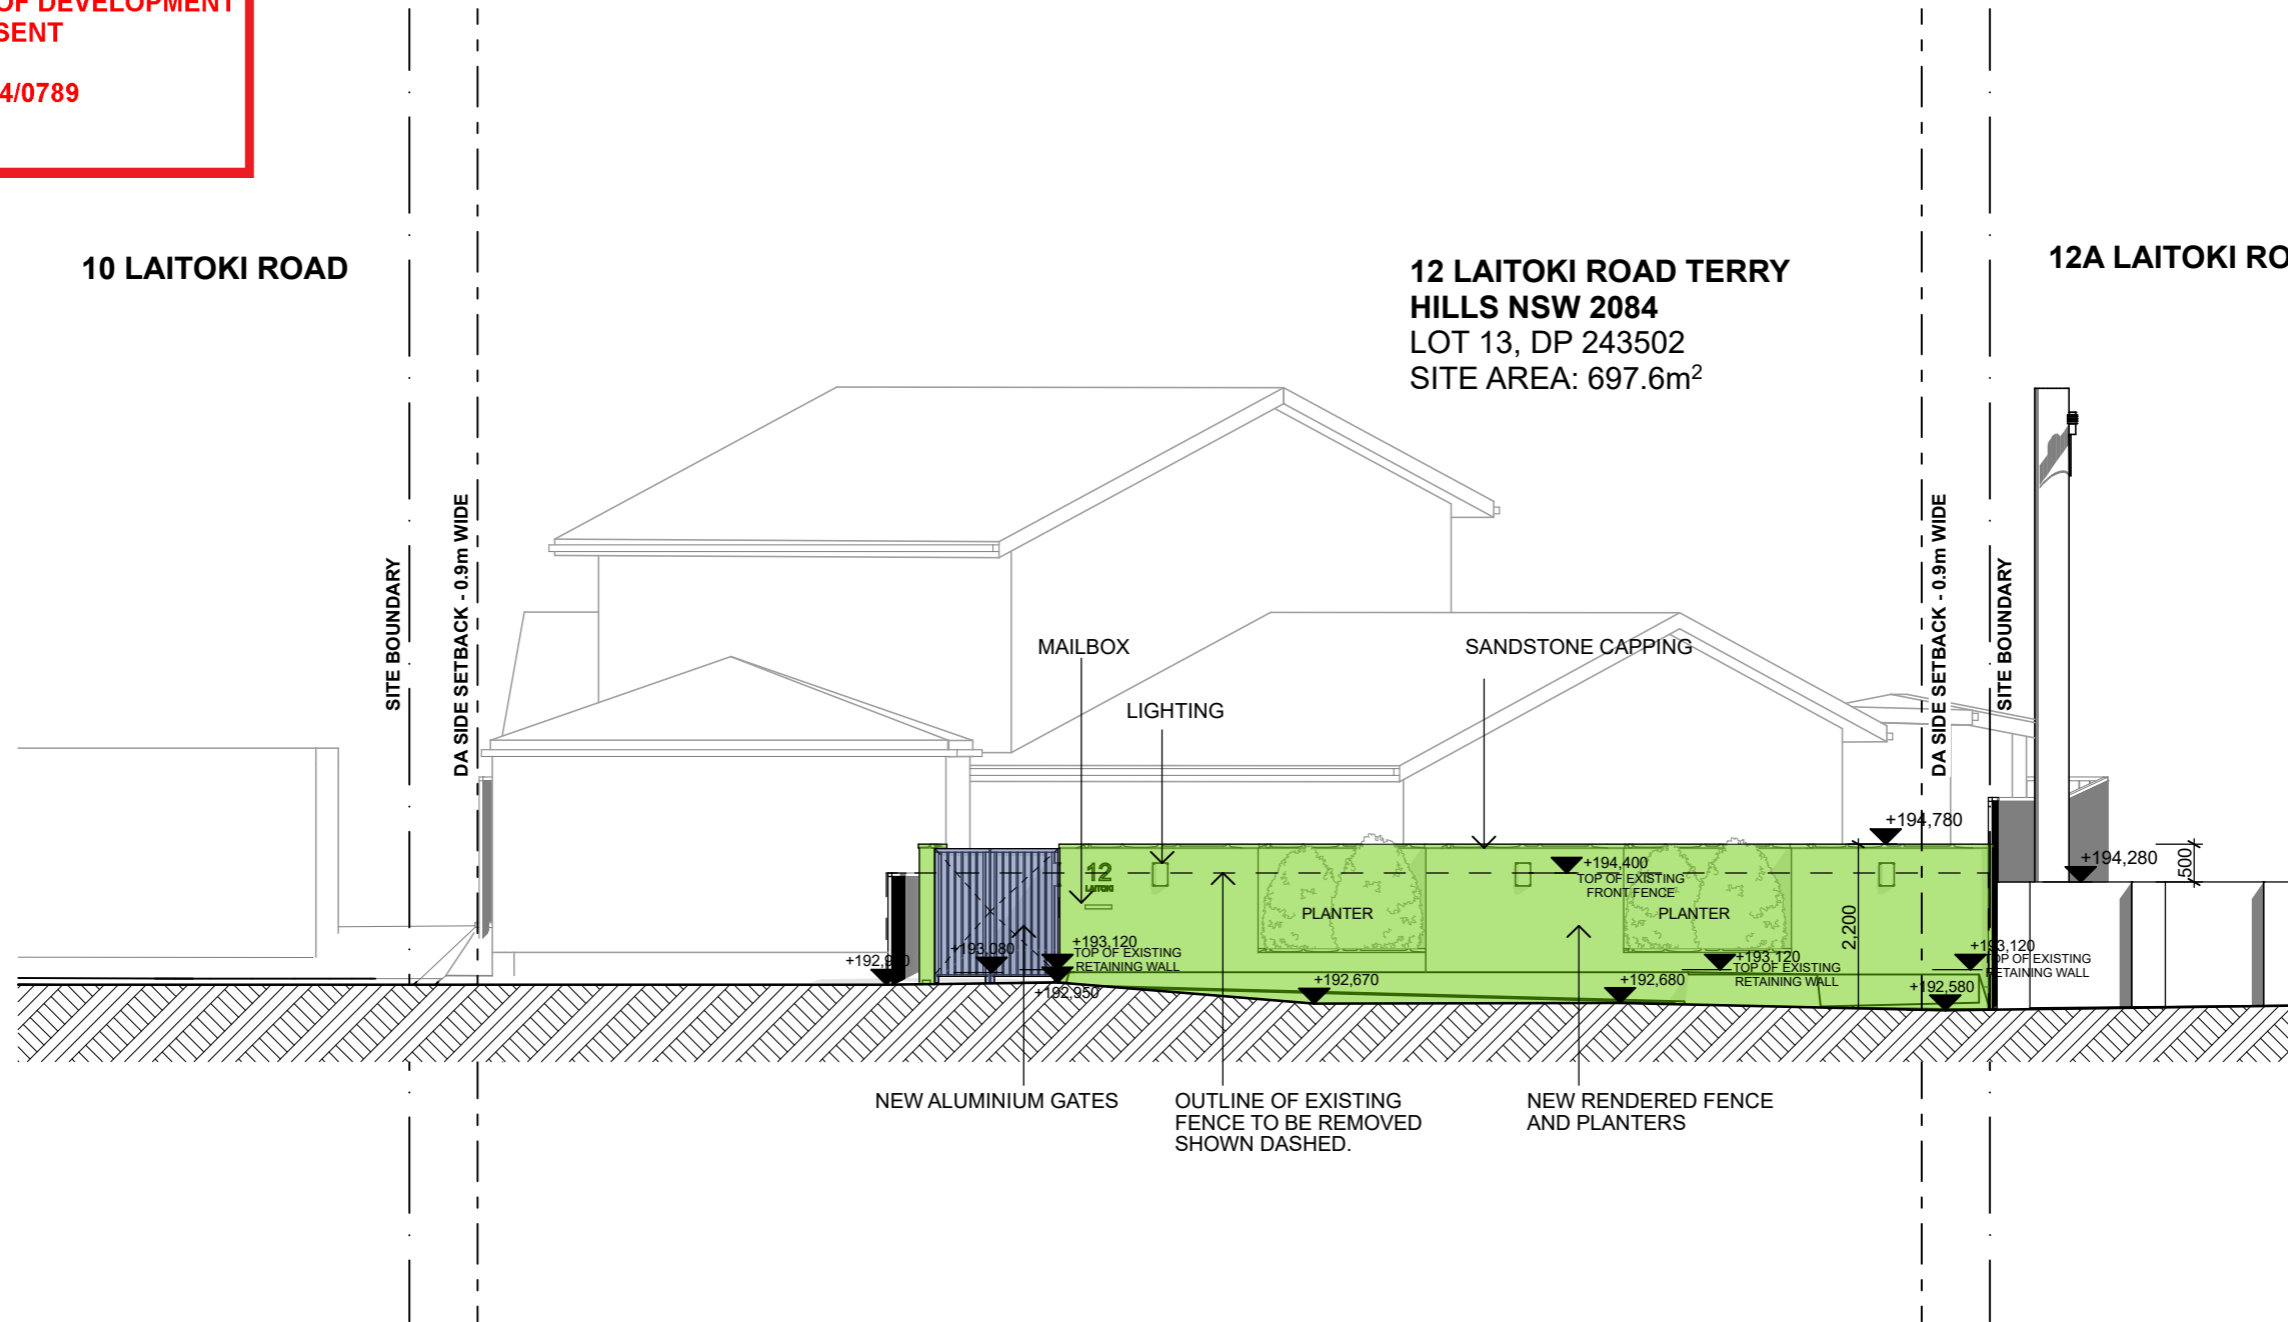 OF DEVELOPMENT
SENT
4/0789
10 LAITOKI ROAD
12 LAITOKI ROAD TERRY
HILLS NSW 2084
LOT 13, DP 243502
SITE AREA: 697.6m²
12A LAITOKI RO
SITE BOUNDARY
DA SIDE SETBACK - 0.9m WIDE
DA SIDE SETBACK - 0.9m WIDE
SITE BOUNDARY
MAILBOX
SANDSTONE CAPPING
LIGHTING
+194,780
+194,280
500
12
LAITOKI
+194,400
TOP OF EXISTING
FRONT FENCE
PLANTER
PLANTER
2,200
+193,080
+193,120
TOP OF EXISTING
RETAINING WALL
+193,120
TOP OF EXISTING
RETAINING WALL
+193,120
TOP OF EXISTING
RETAINING WALL
+192,950
+192,670
+192,680
+192,580
NEW ALUMINIUM GATES
OUTLINE OF EXISTING
FENCE TO BE REMOVED
SHOWN DASHED.
NEW RENDERED FENCE
AND PLANTERS